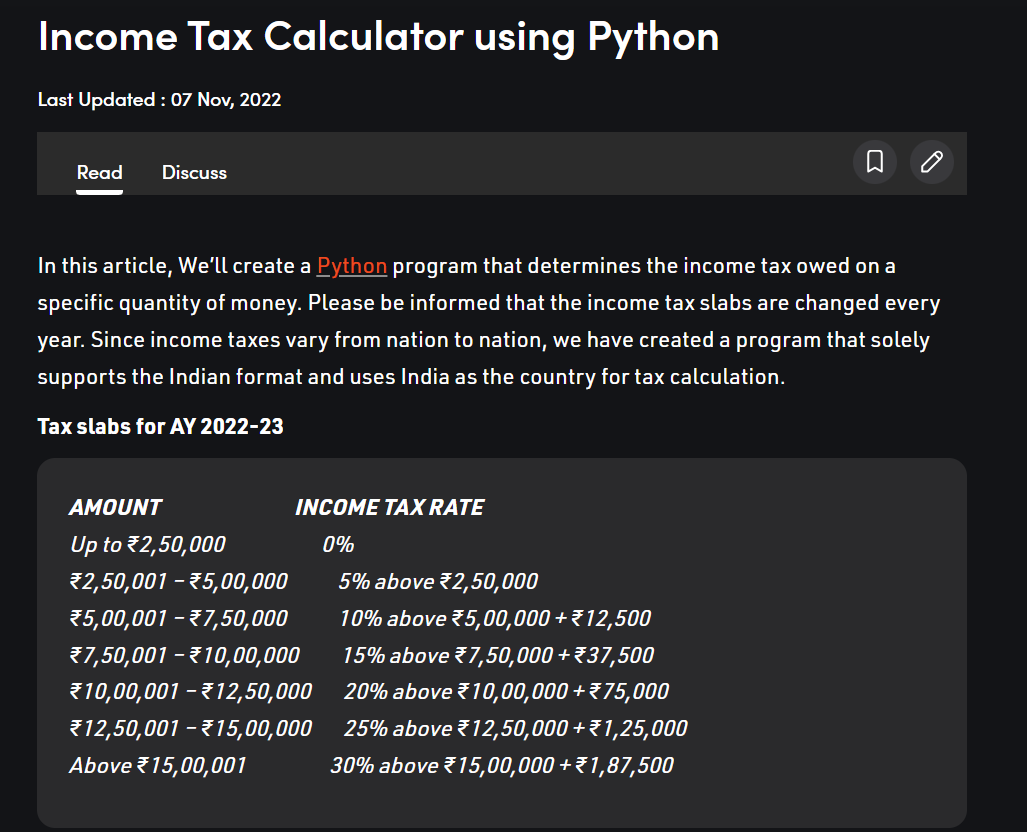 Income Tax Calculator using Python
Last Updated : 07 Nov, 2022
Read Discuss
In this article, We’ll create a Python program that determines the income tax owed on a
specific quantity of money. Please be informed that the income tax slabs are changed every
year. Since income taxes vary from nation to nation, we have created a program that solely
supports the Indian format and uses India as the country for tax calculation.
Tax slabs for AY 2022-23
AMOUNT INCOME TAX RATE
Up to ₹2,50,000 0%
₹2,50,001 – ₹5,00,000 5% above ₹2,50,000
₹5,00,001 – ₹7,50,000 10% above ₹5,00,000 + ₹12,500
₹7,50,001 – ₹10,00,000 15% above ₹7,50,000 + ₹37,500
₹10,00,001 – ₹12,50,000 20% above ₹10,00,000 + ₹75,000
₹12,50,001 – ₹15,00,000 25% above ₹12,50,000 + ₹1,25,000
Above ₹15,00,001 30% above ₹15,00,000 + ₹1,87,500